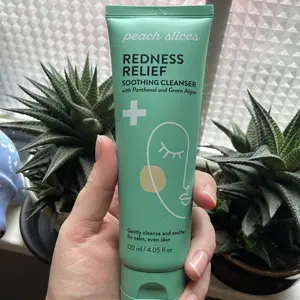 peach slices
REDNESS
RELIEF
SOOTHING CLEANSER
with Panthenol and Green Algae
Gently cleanse and soothe
for calm, even skin
120 ml / 4.05 fl oz